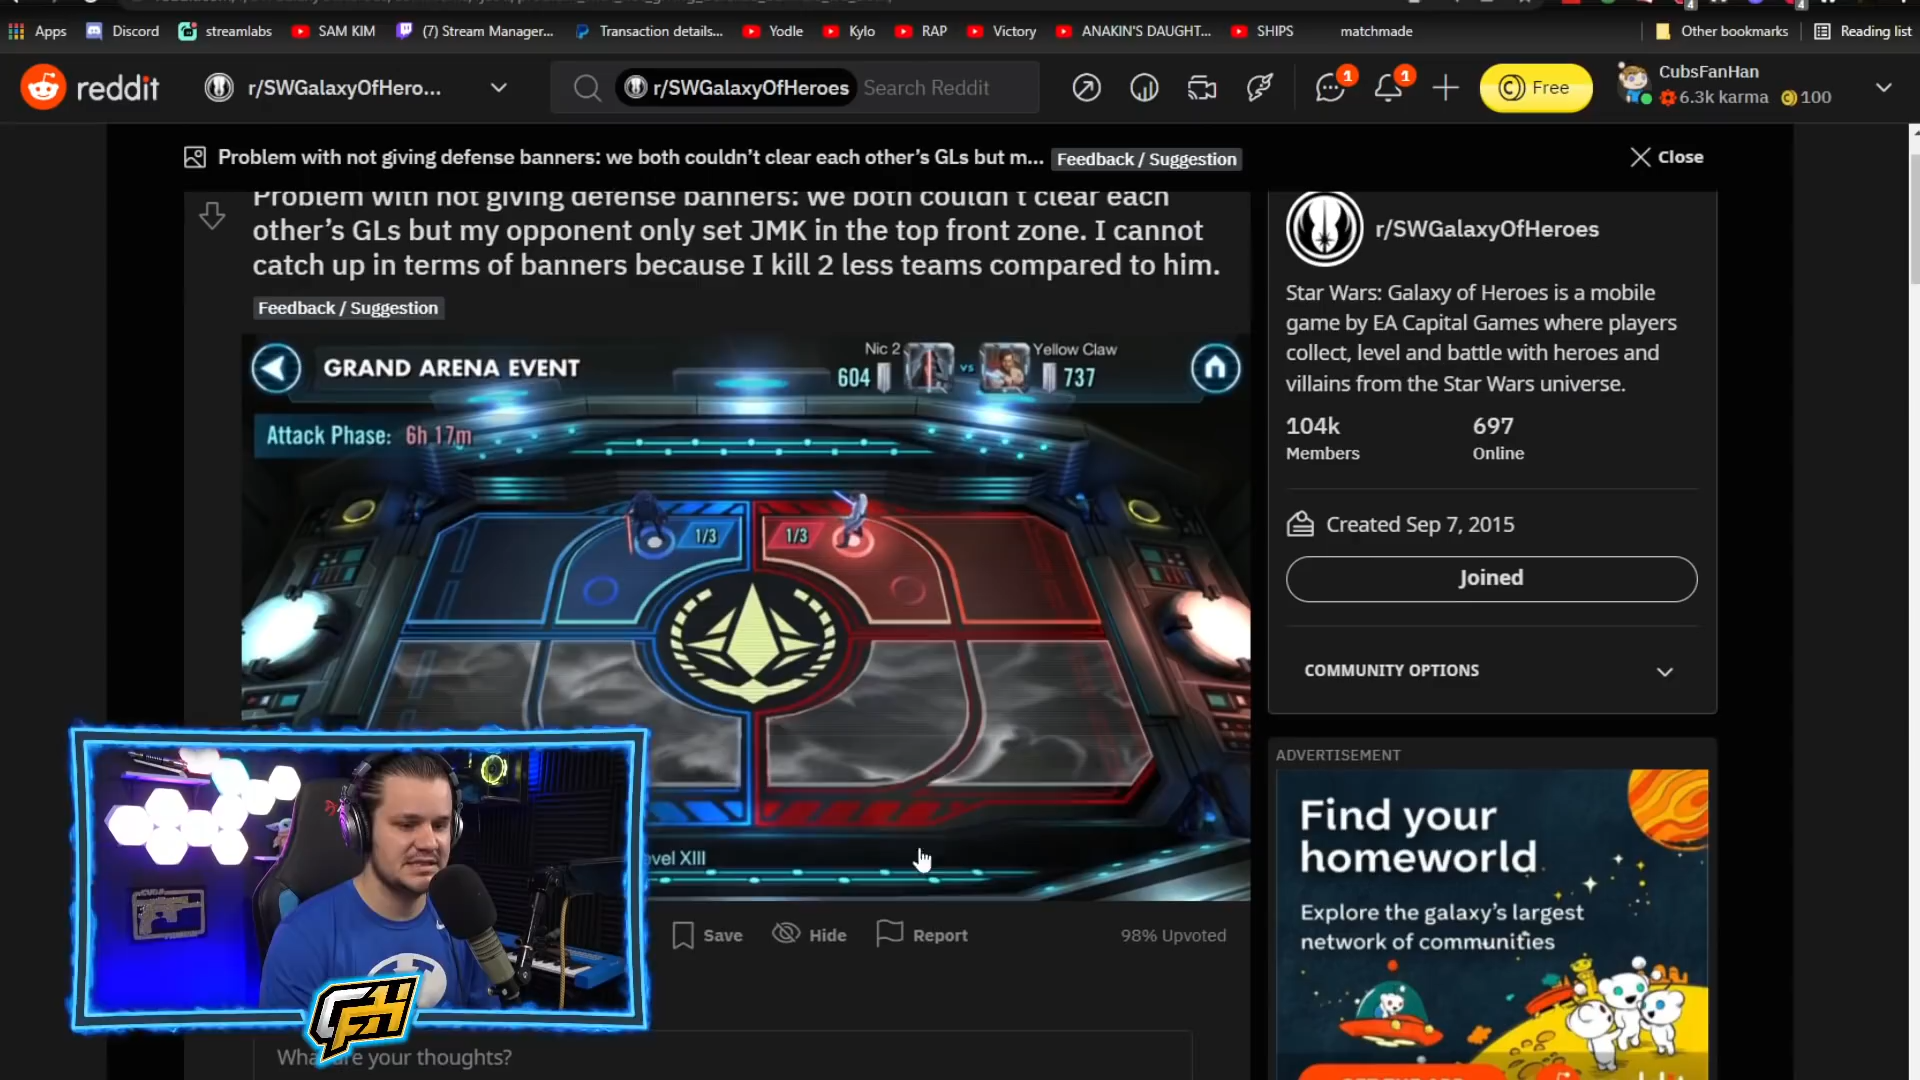 Apps Discord streamlabs SAM KIM (7) Stream Manager... Transaction details... Yodle Kylo RAP Victory ANAKIN'S DAUGHT... SHIPS matchmade Other bookmarks Reading list
reddit r/SWGalaxyOfHero... r/SWGalaxyOfHeroes Search Reddit 1 1 Free CubsFanHan
6.3k karma 100
Problem with not giving defense banners: we both couldn't clear each other's GLs but m... Feedback / Suggestion Close
Problem with not giving defense banners: we both couldn't clear each
other's GLs but my opponent only set JMK in the top front zone. I cannot
catch up in terms of banners because I kill 2 less teams compared to him.
Feedback / Suggestion
GRAND ARENA EVENT
Nic 2 vs Yellow Claw
604 737
Attack Phase: 6h 17m
1/3 1/3
evel XIII
Save Hide Report 98% Upvoted
What are your thoughts?
r/SWGalaxyOfHeroes
Star Wars: Galaxy of Heroes is a mobile
game by EA Capital Games where players
collect, level and battle with heroes and
villains from the Star Wars universe.
104k 697
Members Online
Created Sep 7, 2015
Joined
COMMUNITY OPTIONS
ADVERTISEMENT
Find your
homeworld
Explore the galaxy's largest
network of communities
CFH